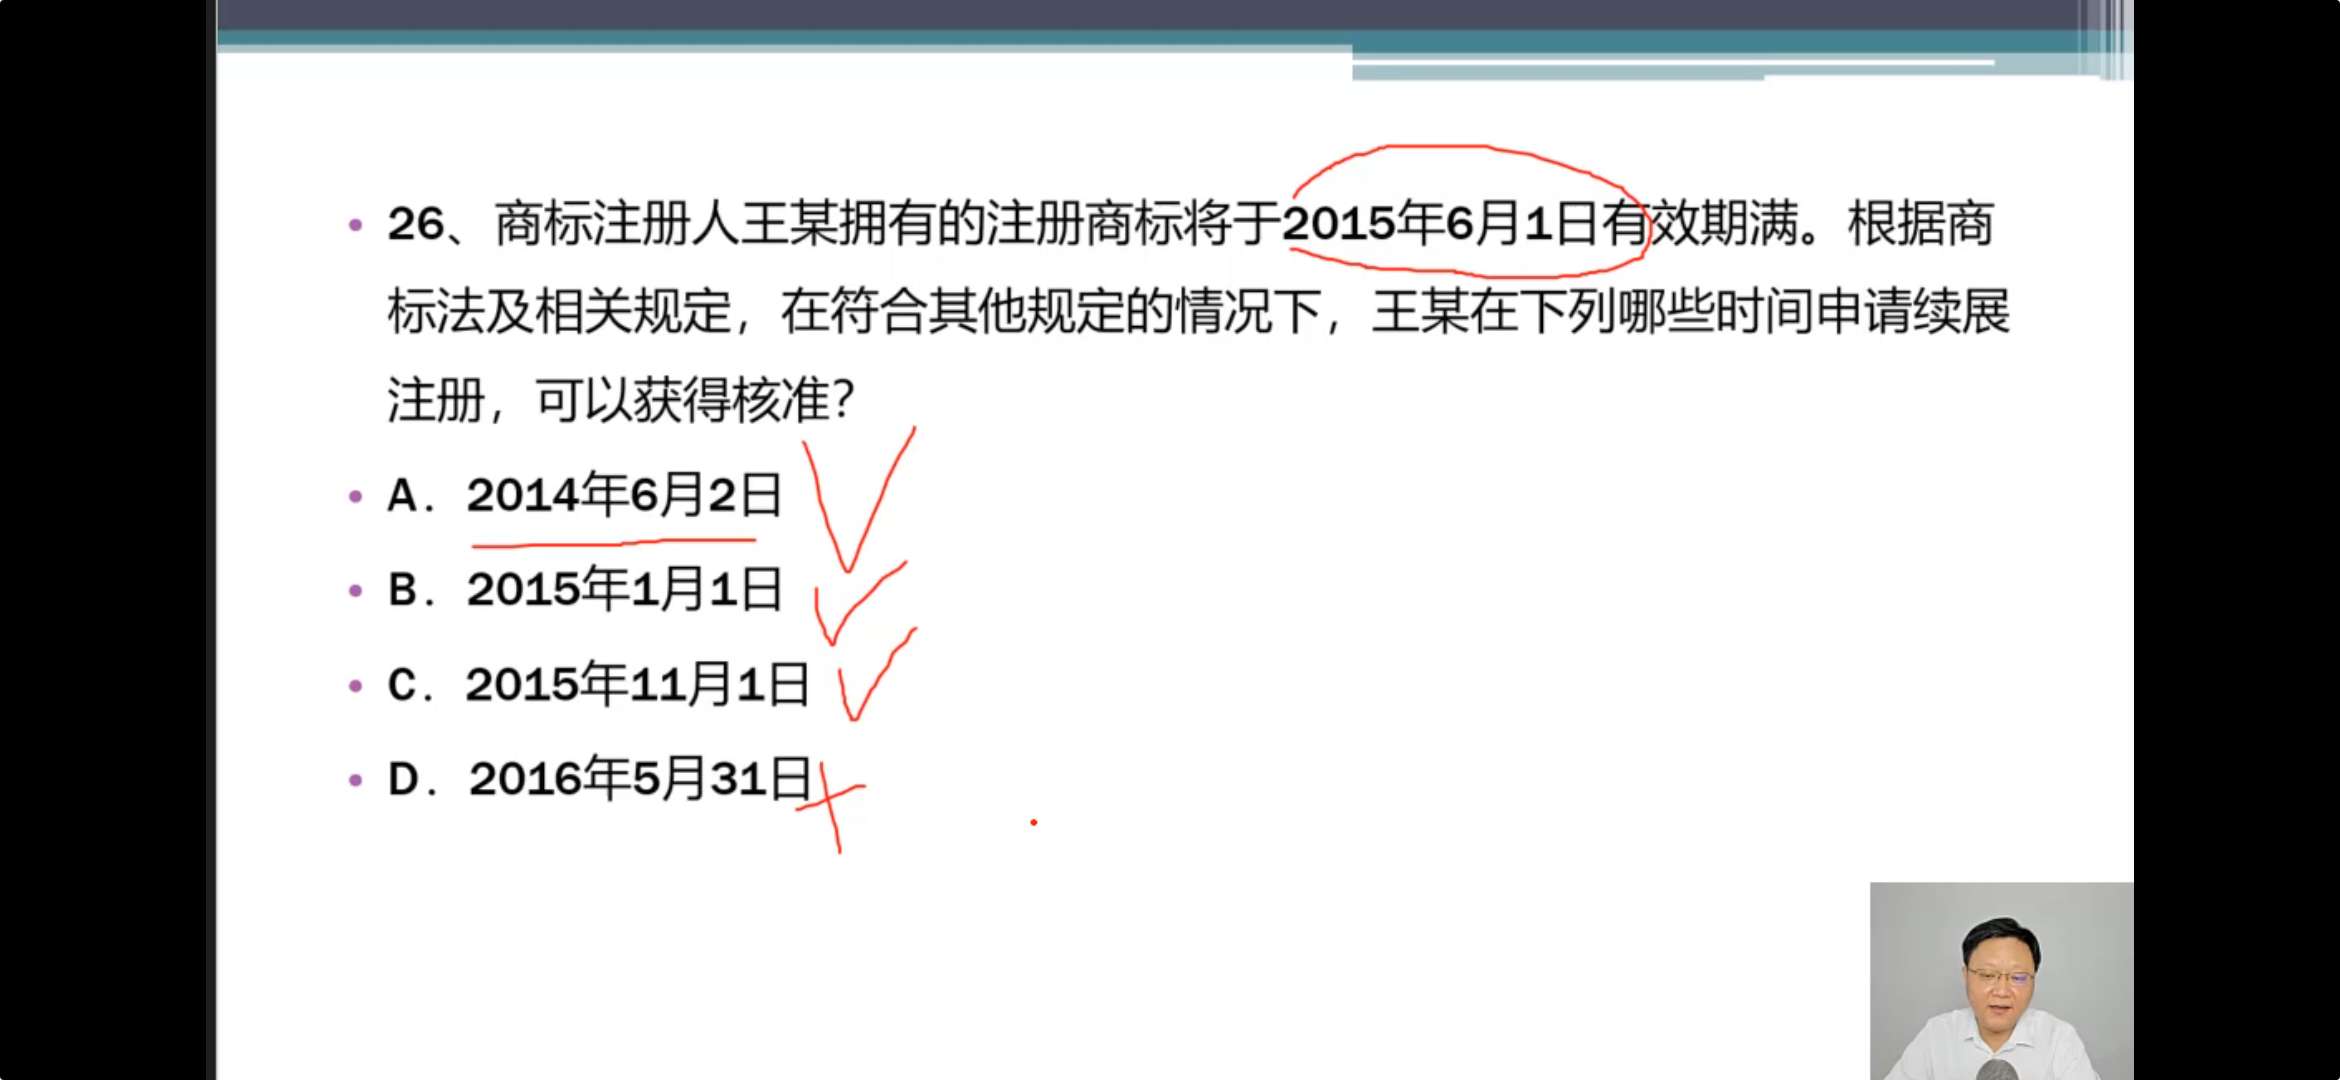 26、商标注册人王某拥有的注册商标将于2015年6月1日有效期满。根据商
标法及相关规定，在符合其他规定的情况下，王某在下列哪些时间申请续展
注册，可以获得核准？
A．2014年6月2日
B．2015年1月1日
C．2015年11月1日
D．2016年5月31日